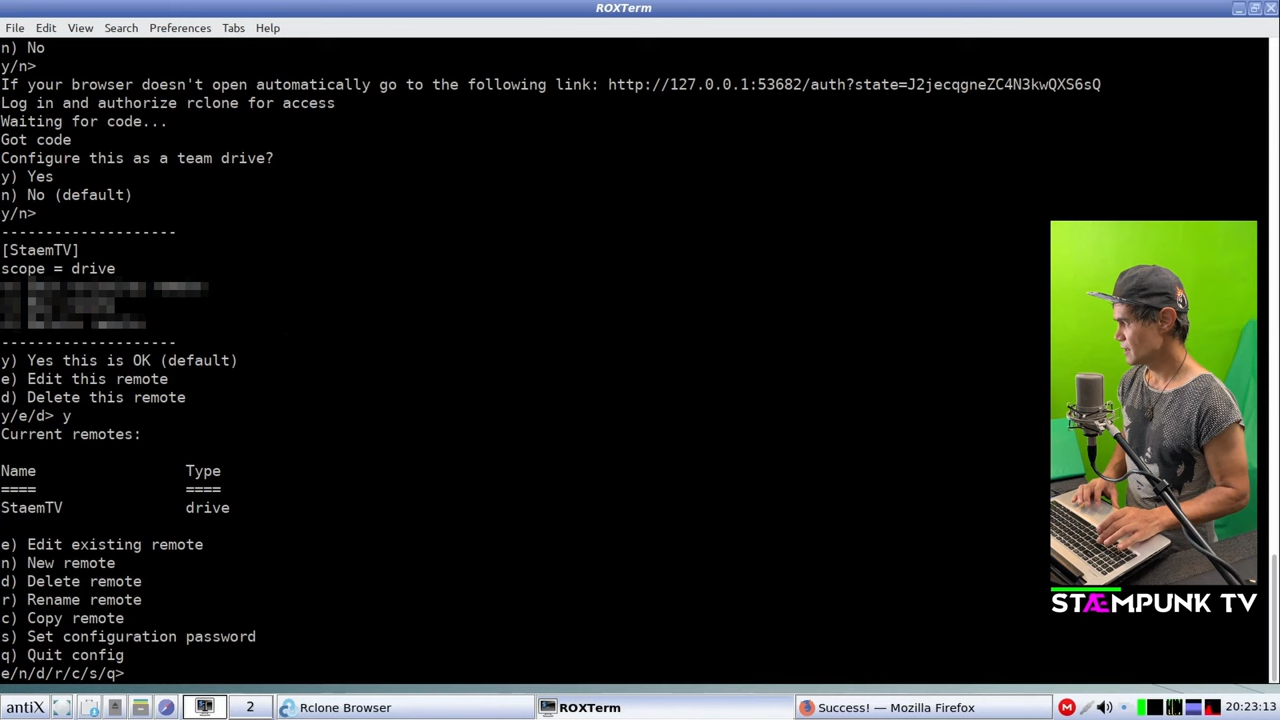 ROXTerm
File Edit View Search Preferences Tabs Help
n) No
y/n>
If your browser doesn't open automatically go to the following link: http://127.0.0.1:53682/auth?state=J2jecqgneZC4N3kwQXS6sQ
Log in and authorize rclone for access
Waiting for code...
Got code
Configure this as a team drive?
y) Yes
n) No (default)
y/n>
--------------------
[StaemTV]
scope = drive
--------------------
y) Yes this is OK (default)
e) Edit this remote
d) Delete this remote
y/e/d> y
Current remotes:
Name Type
==== ====
StaemTV drive
e) Edit existing remote
n) New remote
d) Delete remote
r) Rename remote
c) Copy remote
s) Set configuration password
q) Quit config
e/n/d/r/c/s/q>
STÆMPUNK TV
antiX 2 Rclone Browser ROXTerm Success! — Mozilla Firefox 20:23:13